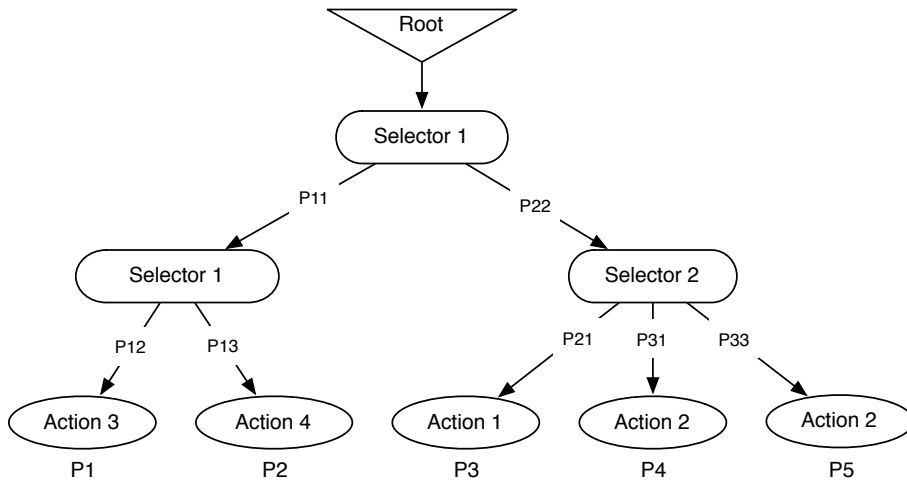 Root
Selector 1
P11
P22
Selector 1
Selector 2
P12
P13
P21
P31
P33
Action 3
Action 4
Action 1
Action 2
Action 2
P1
P2
P3
P4
P5